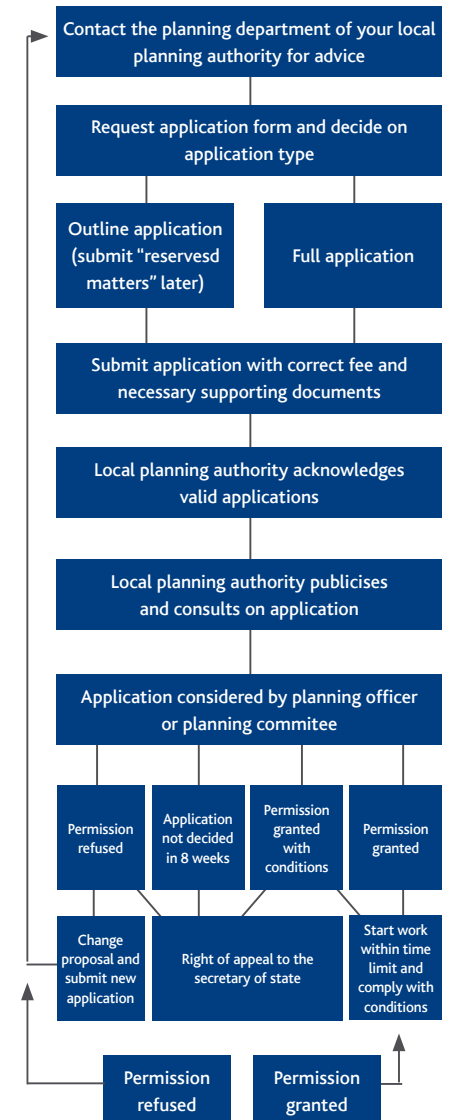 Contact the planning department of your local
planning authority for advice
Request application form and decide on
application type
Outline application
(submit “reservesd
matters” later)
Full application
Submit application with correct fee and
necessary supporting documents
Local planning authority acknowledges
valid applications
Local planning authority publicises
and consults on application
Application considered by planning officer
or planning commitee
Permission
refused
Application
not decided
in 8 weeks
Permission
granted
with
conditions
Permission
granted
Change
proposal and
submit new
application
Right of appeal to the
secretary of state
Start work
within time
limit and
comply with
conditions
Permission
refused
Permission
granted